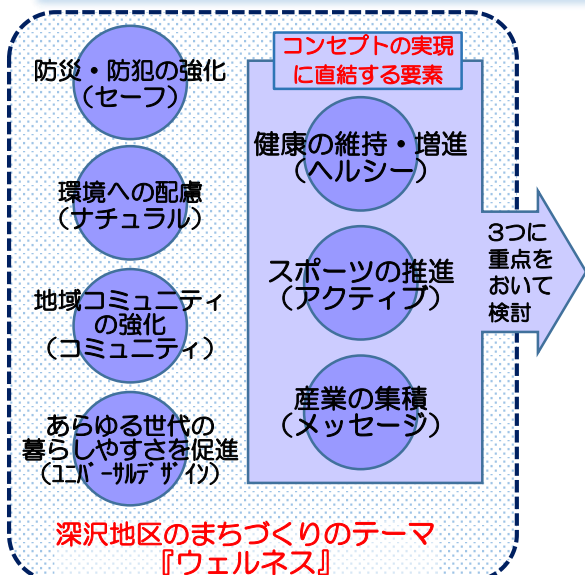 防災・防犯の強化
（セーフ）
環境への配慮
（ナチュラル）
地域コミュニティ
の強化
（コミュニティ）
あらゆる世代の
暮らしやすさを促進
（ﾕﾆﾊﾞｰｻﾙﾃﾞｻﾞｲﾝ）
コンセプトの実現
に直結する要素
健康の維持・増進
（ヘルシー）
スポーツの推進
（アクティブ）
産業の集積
（メッセージ）
3つに
重点を
おいて
検討
深沢地区のまちづくりのテーマ
『ウェルネス』